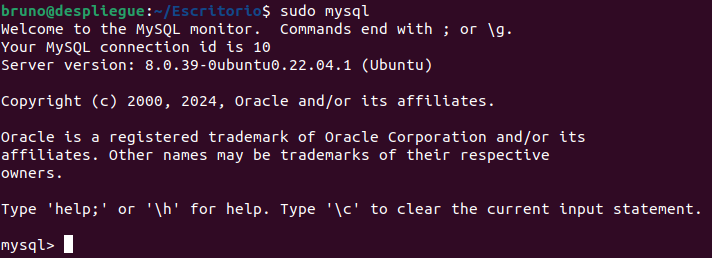 bruno@despliegue:~/Escritorio$ sudo mysql
Welcome to the MySQL monitor.  Commands end with ; or \g.
Your MySQL connection id is 10
Server version: 8.0.39-0ubuntu0.22.04.1 (Ubuntu)

Copyright (c) 2000, 2024, Oracle and/or its affiliates.

Oracle is a registered trademark of Oracle Corporation and/or its
affiliates. Other names may be trademarks of their respective
owners.

Type 'help;' or '\h' for help. Type '\c' to clear the current input statement.

mysql>